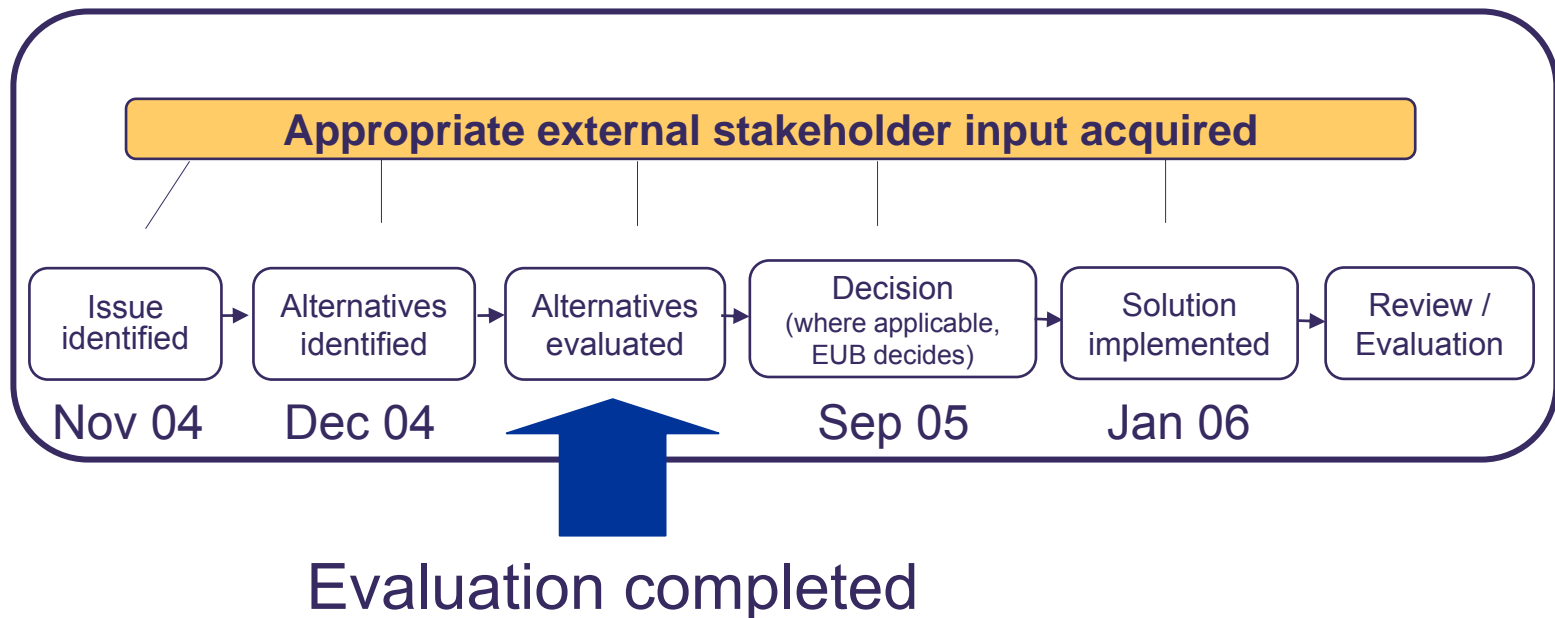 Appropriate external stakeholder input acquired
Issue
identified
Alternatives
identified
Alternatives
evaluated
Decision
(where applicable,
EUB decides)
Solution
implemented
Review /
Evaluation
Nov 04
Dec 04
Sep 05
Jan 06
Evaluation completed